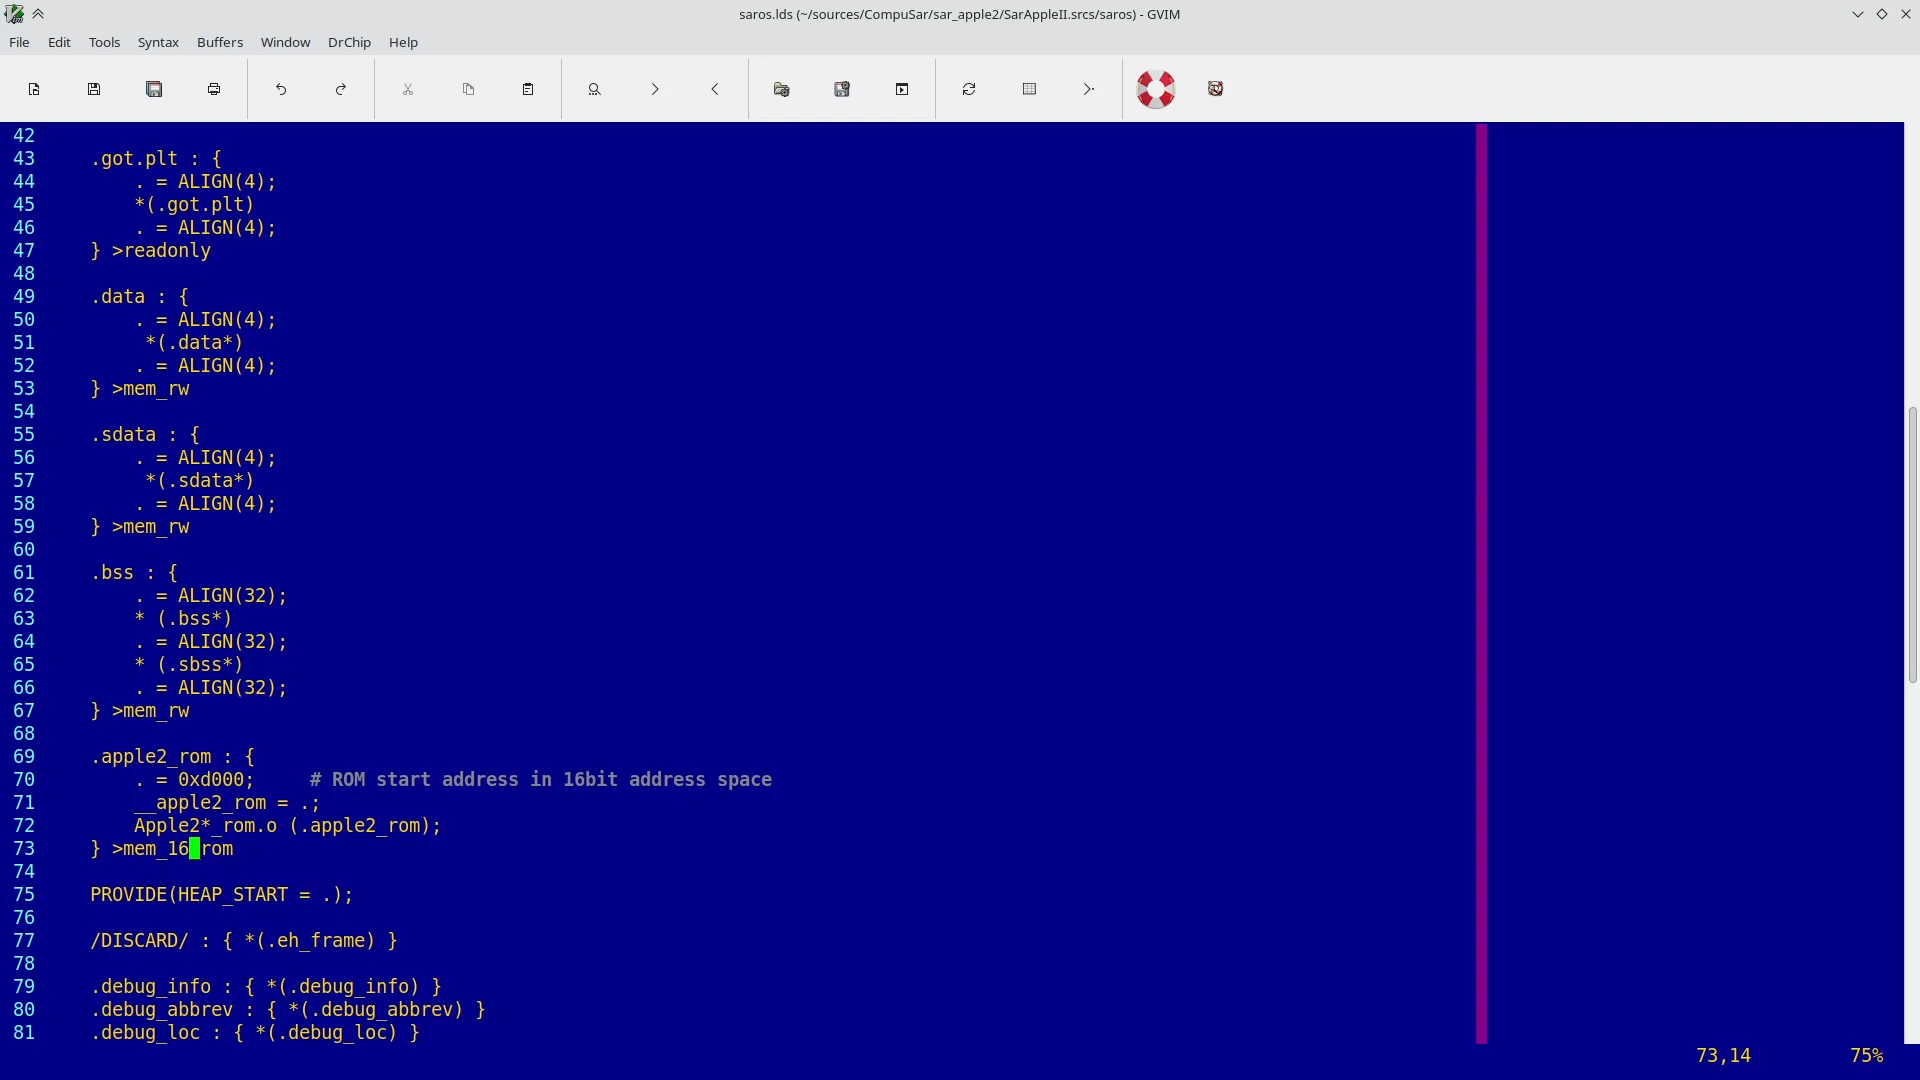 saros.lds (~/sources/CompuSar/sar_apple2/SarAppleII.srcs/saros) - GVIM
File Edit Tools Syntax Buffers Window DrChip Help
42
43 .got.plt : {
44 . = ALIGN(4);
45 *(.got.plt)
46 . = ALIGN(4);
47 } >readonly
48
49 .data : {
50 . = ALIGN(4);
51 *(.data*)
52 . = ALIGN(4);
53 } >mem_rw
54
55 .sdata : {
56 . = ALIGN(4);
57 *(.sdata*)
58 . = ALIGN(4);
59 } >mem_rw
60
61 .bss : {
62 . = ALIGN(32);
63 * (.bss*)
64 . = ALIGN(32);
65 * (.sbss*)
66 . = ALIGN(32);
67 } >mem_rw
68
69 .apple2_rom : {
70 . = 0xd000; # ROM start address in 16bit address space
71 __apple2_rom = .;
72 Apple2*_rom.o (.apple2_rom);
73 } >mem_16_rom
74
75 PROVIDE(HEAP_START = .);
76
77 /DISCARD/ : { *(.eh_frame) }
78
79 .debug_info : { *(.debug_info) }
80 .debug_abbrev : { *(.debug_abbrev) }
81 .debug_loc : { *(.debug_loc) }
73,14 75%